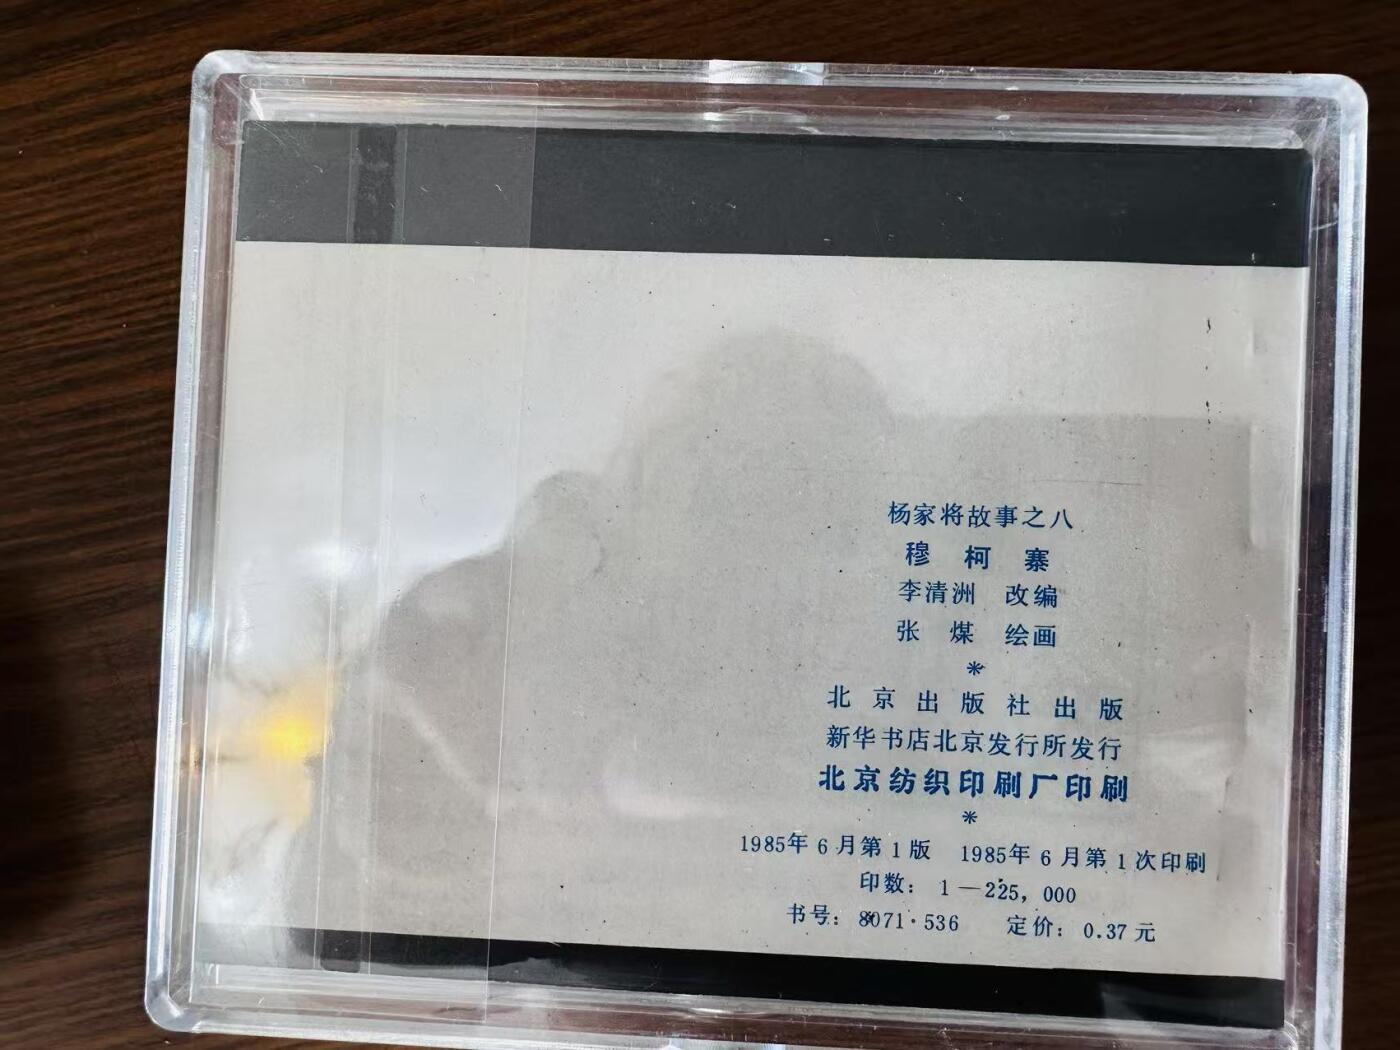 杨家将故事之八
穆柯寨
李清洲 改编
张煤 绘画
*
北京出版社出版
新华书店北京发行所发行
北京纺织印刷厂印刷
*
1985年6月第1版 1985年6月第1次印刷
印数：1—225，000
书号：8071·536 定价：0.37元